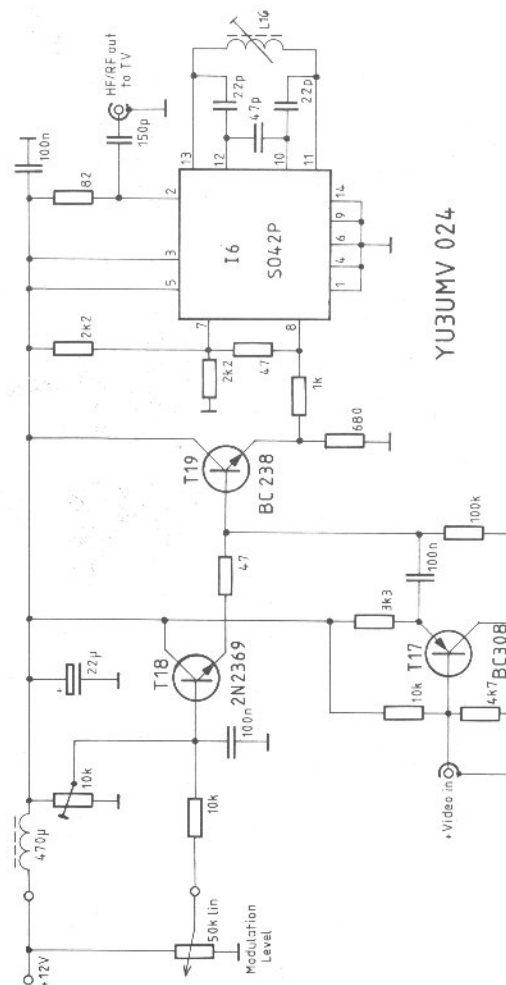 +12V
470µ
10k
+
22µ
50k lin
Modulation
Level
10k
100n
T18
2N2369
47
T19
BC238
680
1k
2k2
2k2
47
7
8
5
3
2
13
12
10
11
1
4
6
9
14
I6
SO42P
82
100n
150p
HF/RF out
to TV
22p
47p
22p
L16
YU3UMV 024
+Video in
10k
4k7
3k3
T17
BC308
100n
100k